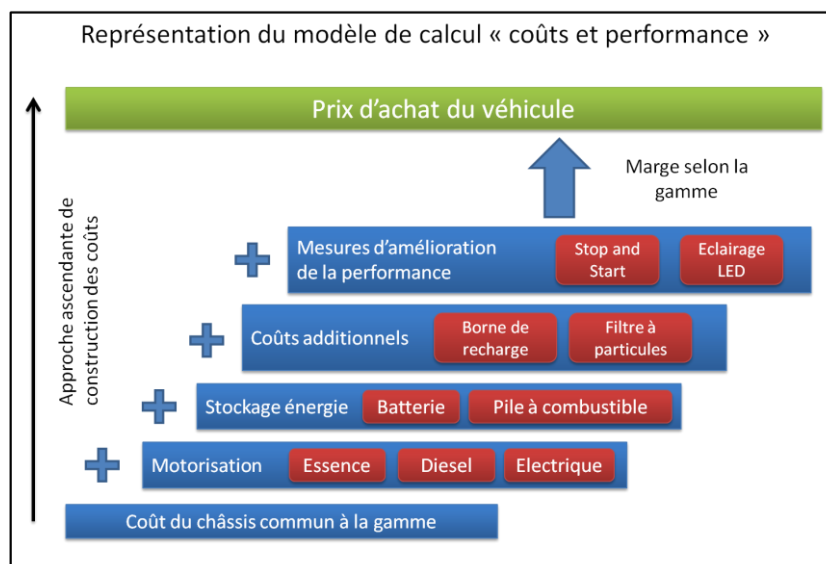 Représentation du modèle de calcul « coûts et performance »
Prix d'achat du véhicule
Marge selon la
gamme
Approche ascendante de
construction des coûts
Mesures d'amélioration
de la performance
Stop and
Start
Eclairage
LED
Coûts additionnels
Borne de
recharge
Filtre à
particules
Stockage énergie
Batterie
Pile à combustible
Motorisation
Essence
Diesel
Electrique
Coût du châssis commun à la gamme